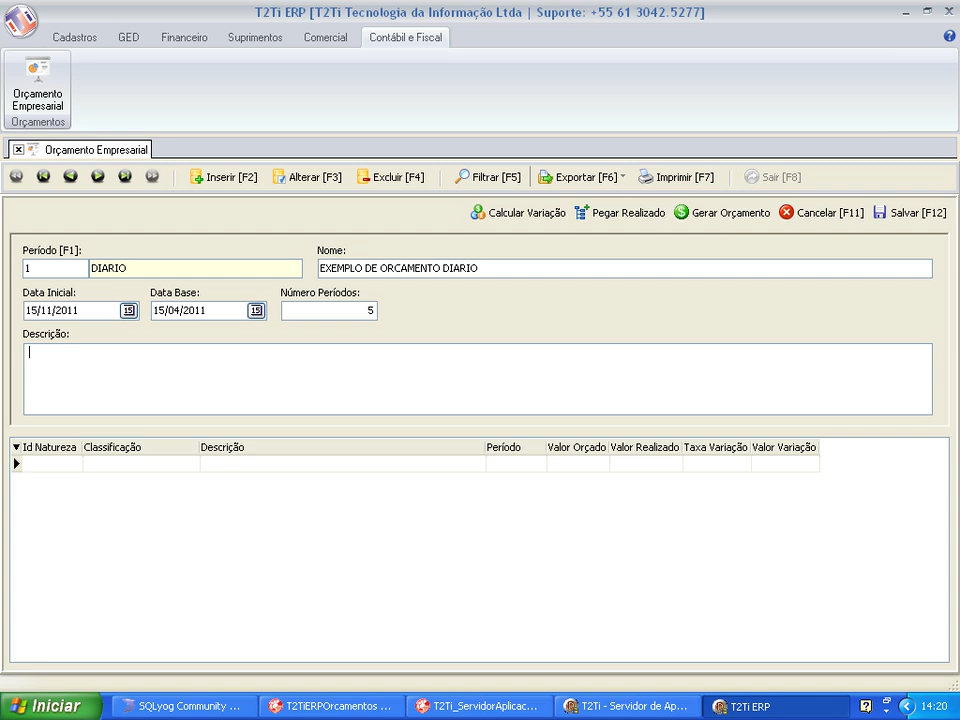 T2Ti ERP [T2Ti Tecnologia da Informação Ltda | Suporte: +55 61 3042.5277]
Cadastros GED Financeiro Suprimentos Comercial Contábil e Fiscal
Orçamento
Empresarial
Orçamentos
Orçamento Empresarial
Inserir [F2] Alterar [F3] Excluir [F4] Filtrar [F5] Exportar [F6] Imprimir [F7] Sair [F8]
Calcular Variação Pegar Realizado Gerar Orçamento Cancelar [F11] Salvar [F12]
Período [F1]: Nome:
1 DIARIO EXEMPLO DE ORCAMENTO DIARIO
Data Inicial: Data Base: Número Períodos:
15/11/2011 15 15/04/2011 15 5
Descrição:
Id Natureza Classificação Descrição Período Valor Orçado Valor Realizado Taxa Variação Valor Variação
Iniciar SQLyog Community ... T2TiERPOrcamentos ... T2Ti_ServidorAplicac... T2Ti - Servidor de Ap... T2Ti ERP 14:20